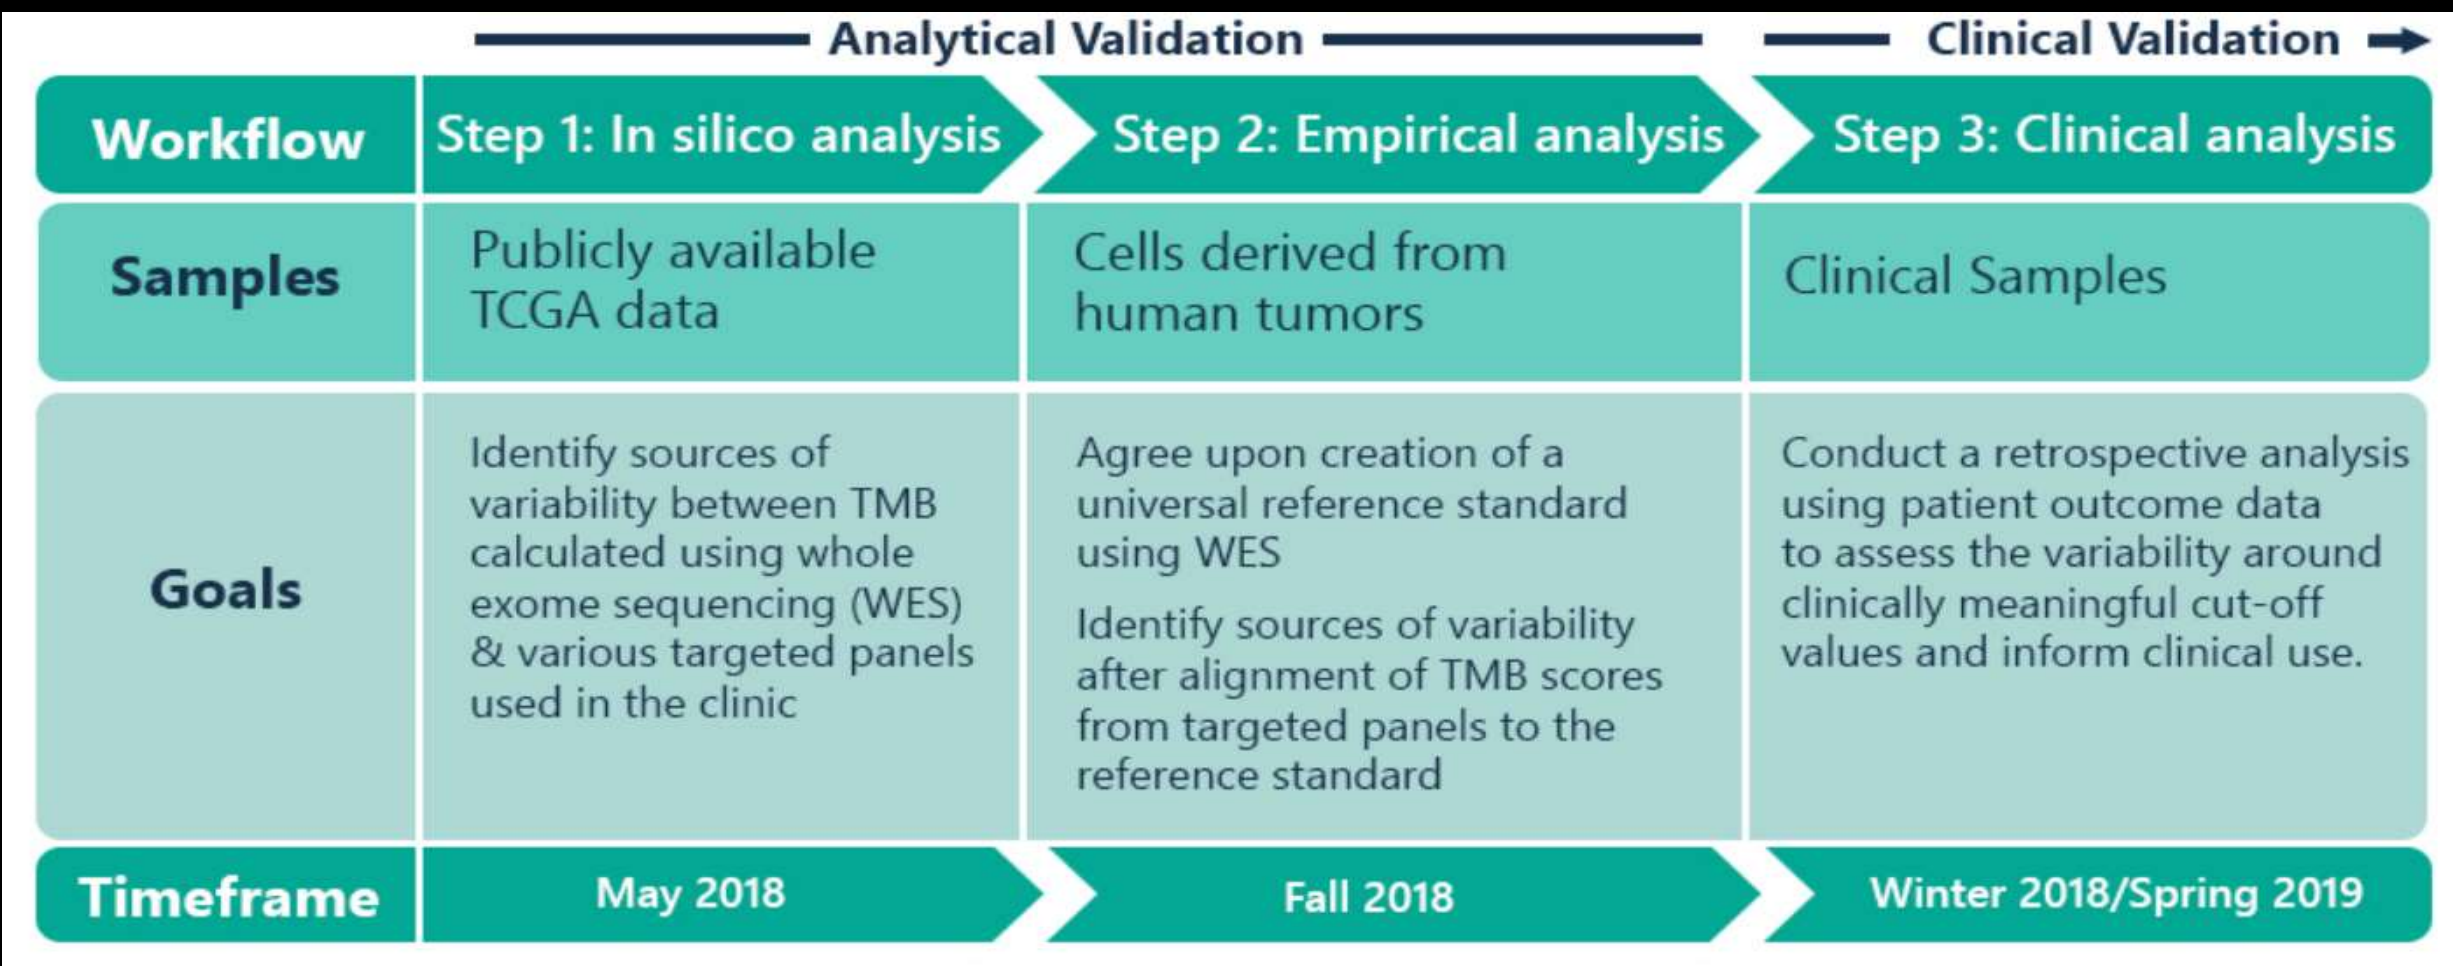 Analytical Validation
Clinical Validation
Workflow
Step 1: In silico analysis
Step 2: Empirical analysis
Step 3: Clinical analysis
Samples
Publicly available
TCGA data
Cells derived from
human tumors
Clinical Samples
Goals
Identify sources of
variability between TMB
calculated using whole
exome sequencing (WES)
& various targeted panels
used in the clinic
Agree upon creation of a
universal reference standard
using WES
Identify sources of variability
after alignment of TMB scores
from targeted panels to the
reference standard
Conduct a retrospective analysis
using patient outcome data
to assess the variability around
clinically meaningful cut-off
values and inform clinical use.
Timeframe
May 2018
Fall 2018
Winter 2018/Spring 2019